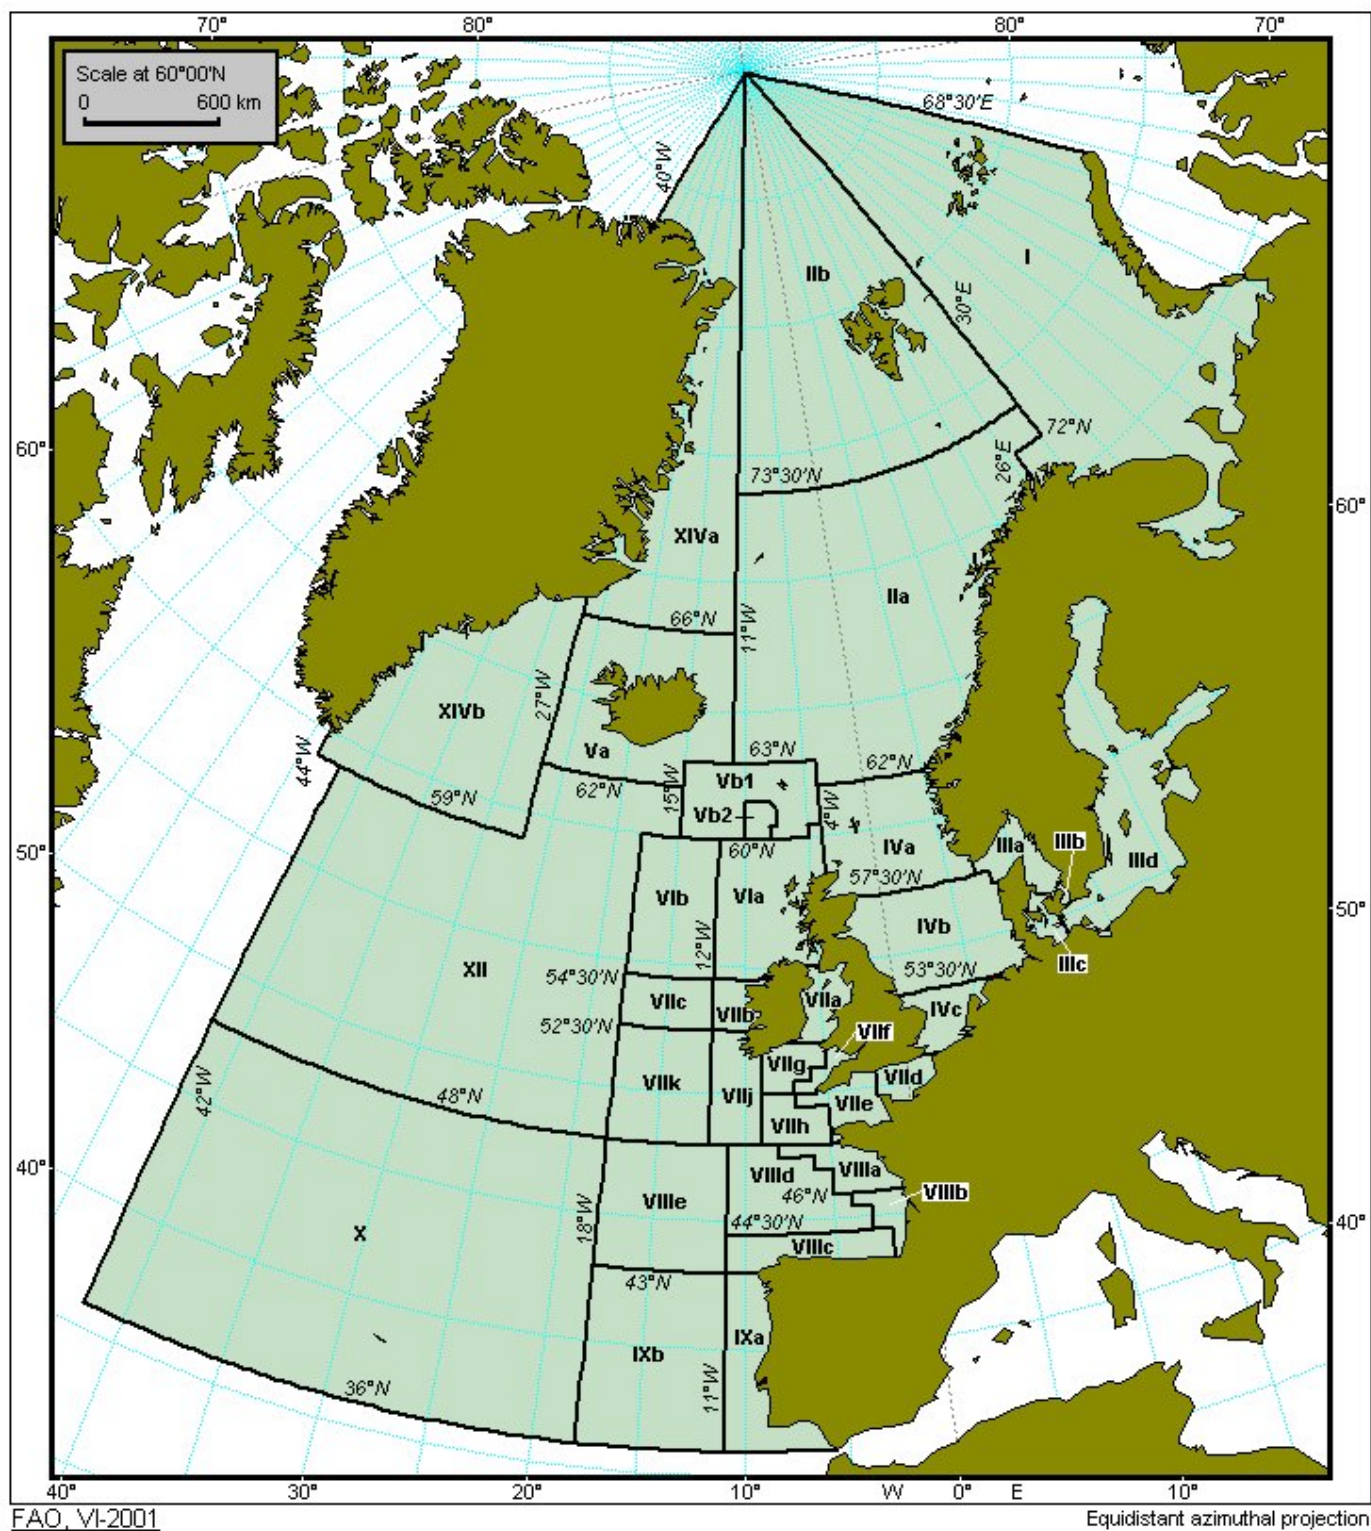 70° 80° 80° 70°
Scale at 60°00'N
0 600 km
68°30'E
40°W
I
IIb
30°E
72°N
26°E
60°
73°30'N
60°
XIVa
IIa
66°N
11°W
27°W
XIVb
Va
44°W
63°N
62°N
Vb1
62°N
15°W
59°N
Vb2
4°W
60°N
IVa
IIIa
IIIb
IIId
50°
57°30'N
VIb
VIa
50°
IVb
12°W
IIIc
XII
54°30'N
53°30'N
VIIc
VIIb
VIIa
IVc
52°30'N
VIIf
VIIg
VIIk
VIId
VIIj
VIIe
48°N
42°W
VIIh
40°
VIIId
VIIIa
VIIIb
46°N
VIIIe
18°W
44°30'N
40°
X
VIIIc
43°N
IXa
IXb
36°N
11°W
40° 30° 20° 10° W 0° E 10°
FAO, VI-2001
Equidistant azimuthal projection